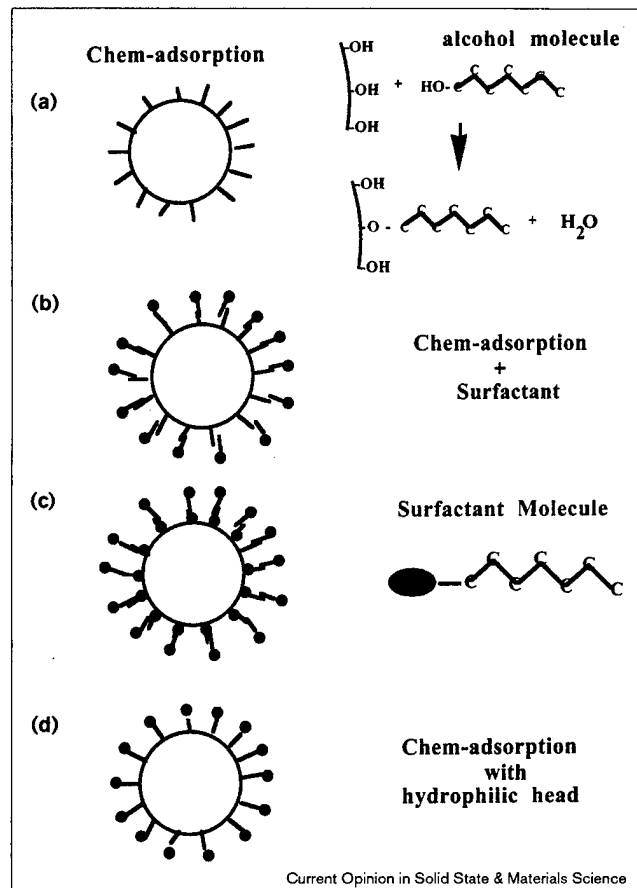 Chem-adsorption
alcohol molecule
(a)
OH
OH
OH
+
HO- C C C C C C C
OH
O - C C C C C C C
OH
+ H2O
(b)
Chem-adsorption
+
Surfactant
(c)
Surfactant Molecule
C C C C C C
(d)
Chem-adsorption
with
hydrophilic head
Current Opinion in Solid State & Materials Science